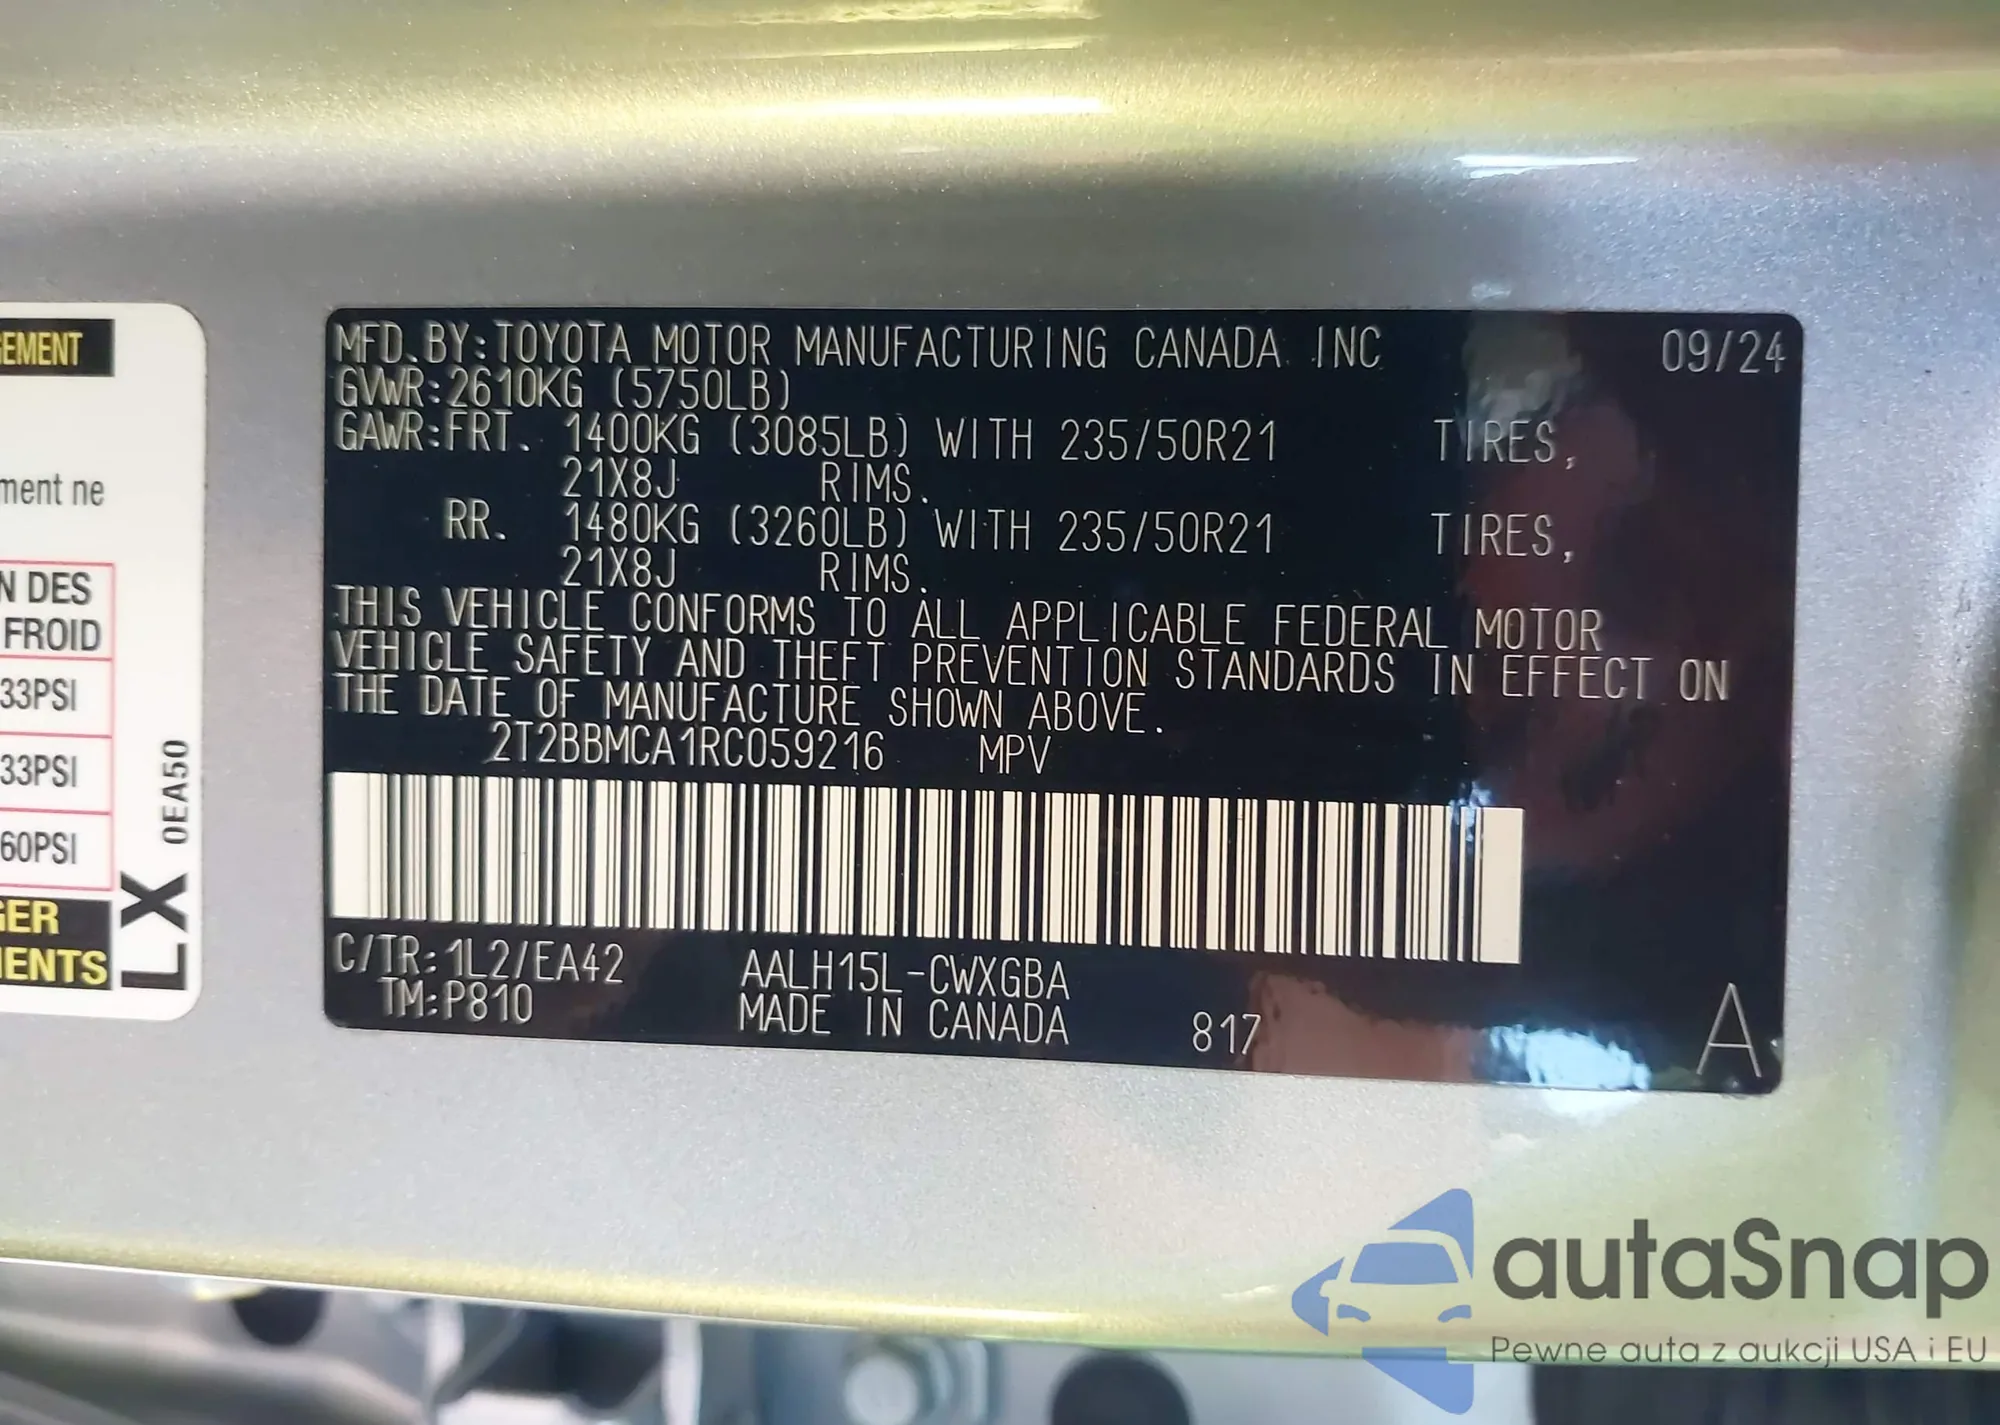 EMENT
ment ne
N DES
FROID
33PSI
33PSI
60PSI
GER
MENTS
LX 0EA50
MFD.BY:TOYOTA MOTOR MANUFACTURING CANADA INC 09/24
GVWR:2610KG (5750LB)
GAWR:FRT. 1400KG (3085LB) WITH 235/50R21 TIRES,
21X8J RIMS.
RR. 1480KG (3260LB) WITH 235/50R21 TIRES,
21X8J RIMS.
THIS VEHICLE CONFORMS TO ALL APPLICABLE FEDERAL MOTOR
VEHICLE SAFETY AND THEFT PREVENTION STANDARDS IN EFFECT ON
THE DATE OF MANUFACTURE SHOWN ABOVE.
2T2BBMCA1RC059216 MPV
C/TR:1L2/EA42 AALH15L-CWXGBA
TM:P810 MADE IN CANADA 817 A
autaSnap
Pewne auta z aukcji USA i EU